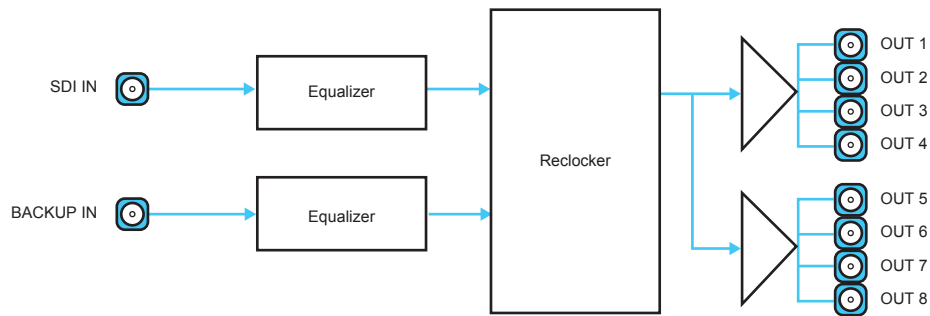 SDI IN
Equalizer
BACKUP IN
Equalizer
Reclocker
OUT 1
OUT 2
OUT 3
OUT 4
OUT 5
OUT 6
OUT 7
OUT 8